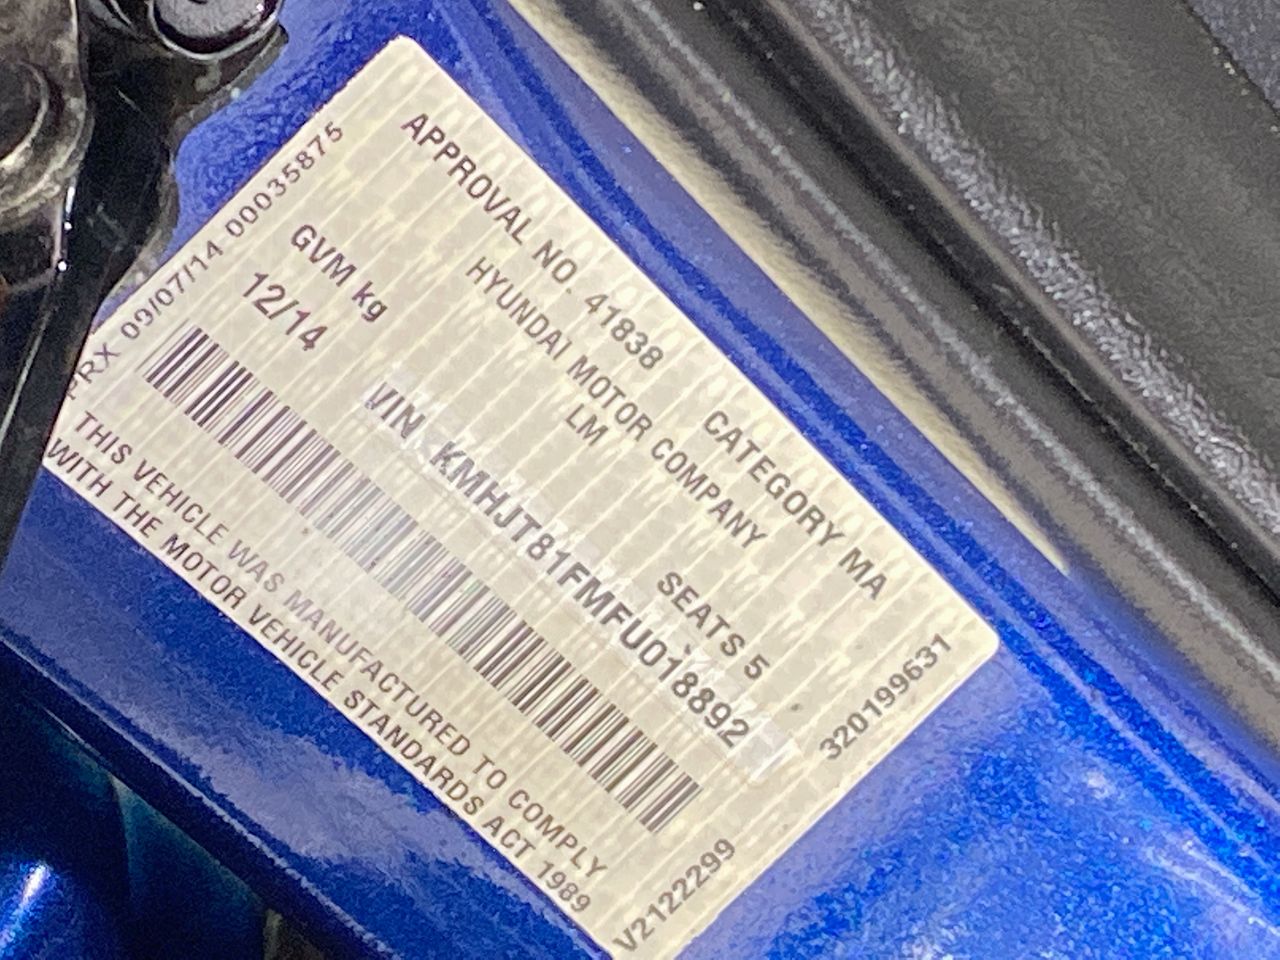 APPROVAL NO. 41838 CATEGORY MA
HYUNDAI MOTOR COMPANY
LM
GVM kg SEATS 5
12/14
VIN KMHJT81FMFU018892
THIS VEHICLE WAS MANUFACTURED TO COMPLY
WITH THE MOTOR VEHICLE STANDARDS ACT 1989
PRX 09/07/14 00035875
320199631
V2122299